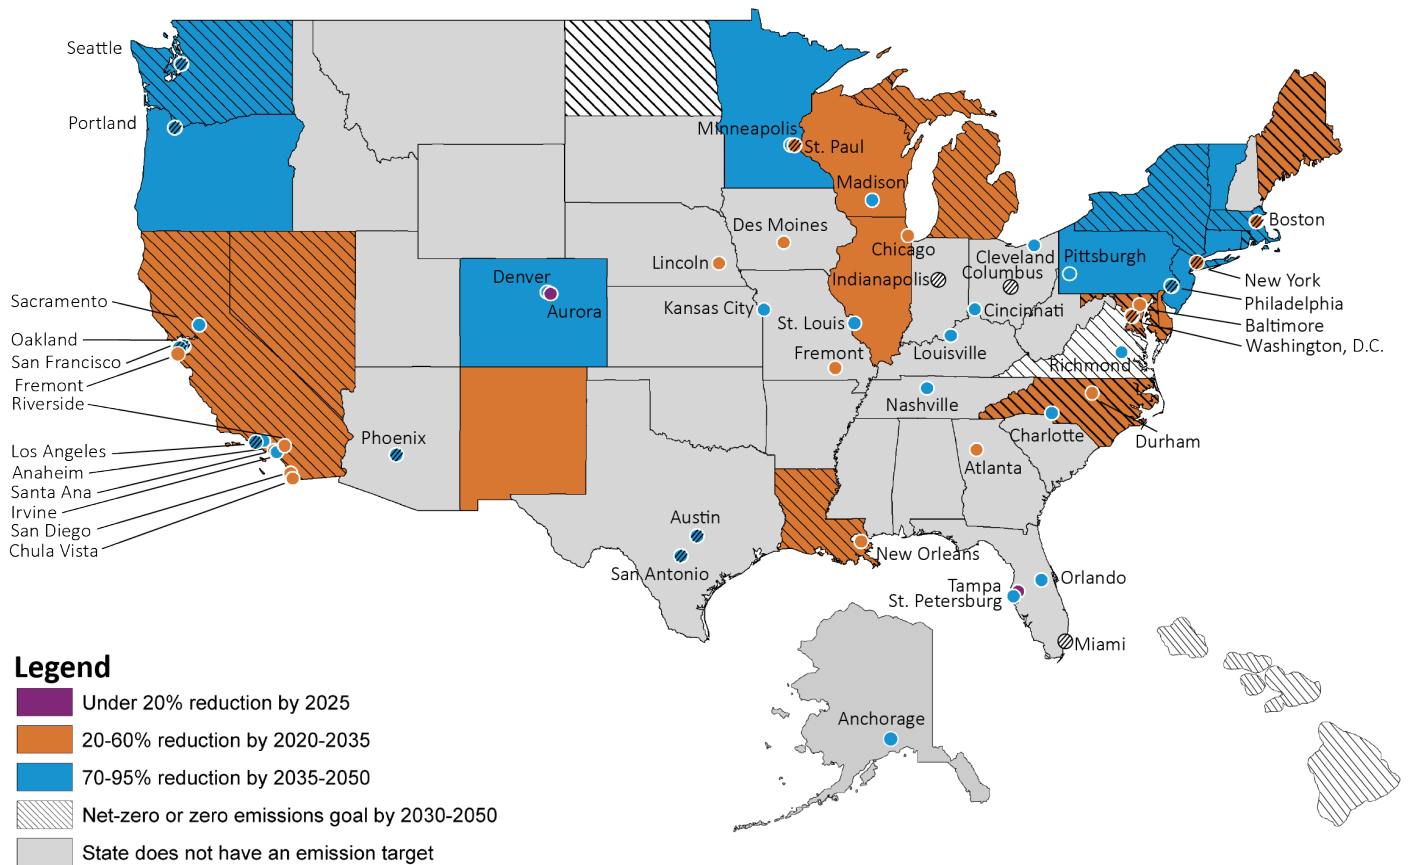 Seattle
Portland
Minneapolis
St. Paul
Madison
Des Moines
Boston
Chicago
Cleveland
Pittsburgh
Lincoln
Indianapolis
Columbus
Denver
New York
Aurora
Philadelphia
Sacramento
Kansas City
Cincinnati
St. Louis
Baltimore
Oakland
Washington, D.C.
San Francisco
Fremont
Louisville
Richmond
Fremont
Riverside
Nashville
Phoenix
Charlotte
Durham
Los Angeles
Atlanta
Anaheim
Santa Ana
Irvine
Austin
San Diego
Chula Vista
New Orleans
San Antonio
Orlando
Tampa
St. Petersburg
Miami
Anchorage
Legend
Under 20% reduction by 2025
20-60% reduction by 2020-2035
70-95% reduction by 2035-2050
Net-zero or zero emissions goal by 2030-2050
State does not have an emission target